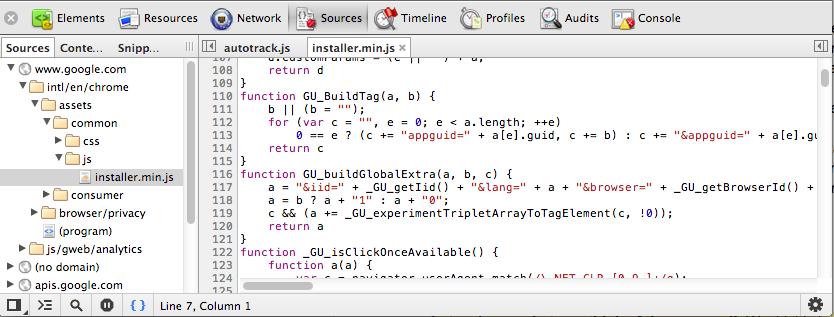 Elements Resources Network Sources Timeline Profiles Audits Console
Sources Conte... Snipp... autotrack.js installer.min.js ×
www.google.com
intl/en/chrome
assets
common
css
js
installer.min.js
consumer
browser/privacy
(program)
js/gweb/analytics
(no domain)
apis.google.com
108 return d
109 }
110 function GU_BuildTag(a, b) {
111 b || (b = "");
112 for (var c = "", e = 0; e < a.length; ++e)
113 0 == e ? (c += "appguid=" + a[e].guid, c += b) : c += "&appguid=" + a[e].gu
114 return c
115 }
116 function GU_buildGlobalExtra(a, b, c) {
117 a = "&iid=" + _GU_getIid() + "&lang=" + a + "&browser=" + _GU_getBrowserId() +
118 a = b ? a + "1" : a + "0";
119 c && (a += _GU_experimentTripletArrayToTagElement(c, !0));
120 return a
121 }
122 function _GU_isClickOnceAvailable() {
123 function a(a) {
124
125
{ } Line 7, Column 1